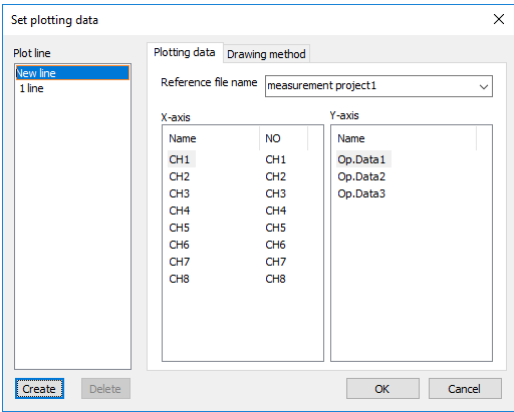 Set plotting data
Plot line
New line
1 line
Create
Delete
Plotting data
Drawing method
Reference file name
measurement project1
X-axis
Name NO
CH1 CH1
CH2 CH2
CH3 CH3
CH4 CH4
CH5 CH5
CH6 CH6
CH7 CH7
CH8 CH8
Y-axis
Name
Op.Data1
Op.Data2
Op.Data3
OK
Cancel